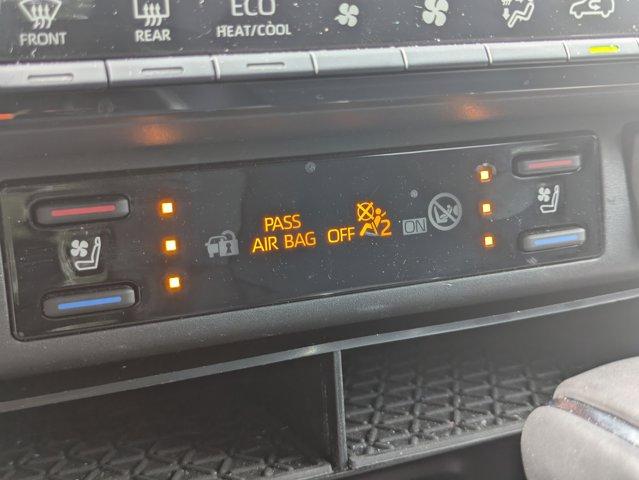 FRONT
REAR
ECO
HEAT/COOL
PASS
AIR BAG OFF 2 ON